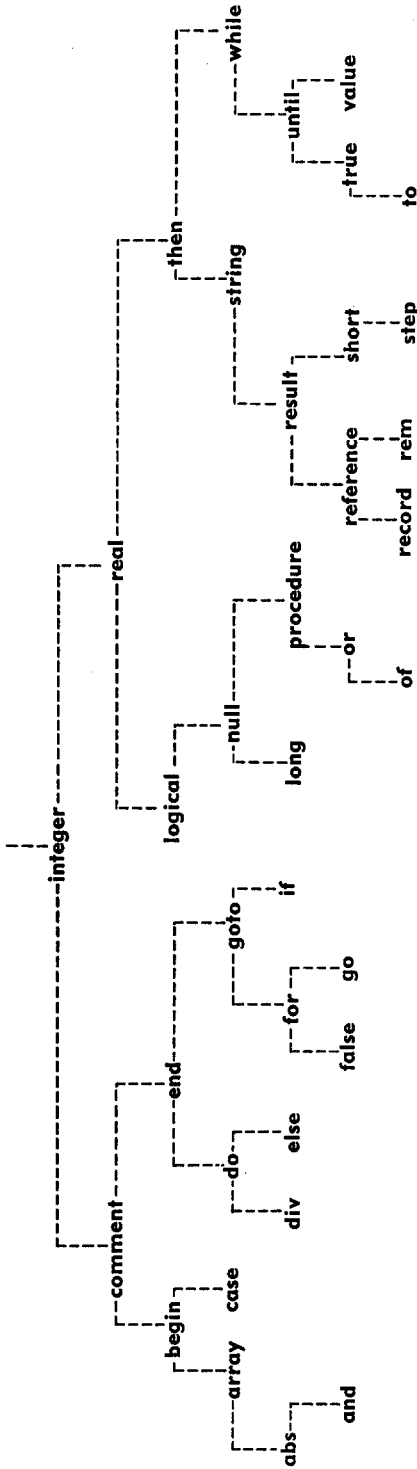 integer
comment real
begin end logical then
array case do goto null string while
abs div else for if long procedure result until
and false go or reference short true value
of record rem step to